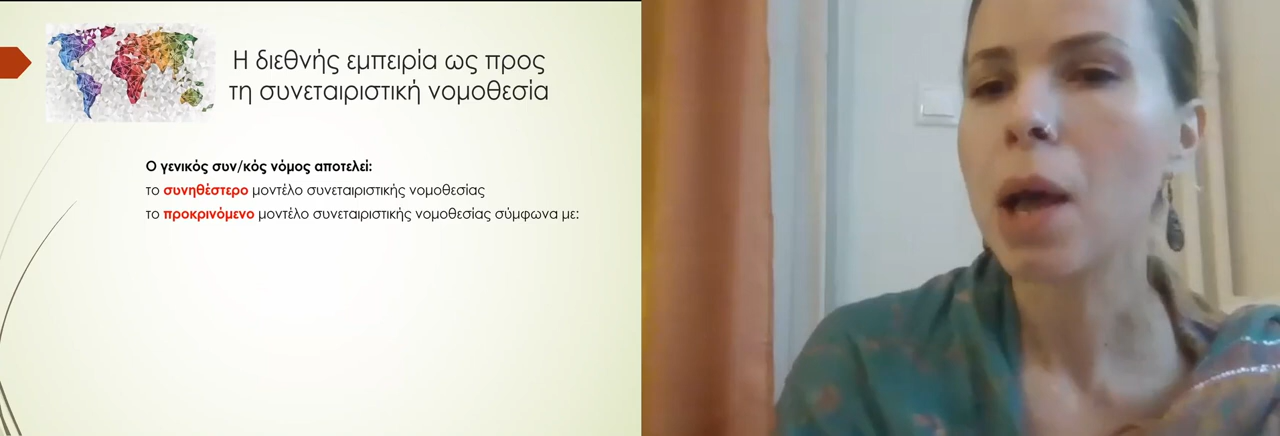 Η διεθνής εμπειρία ως προς
τη συνεταιριστική νομοθεσία
Ο γενικός συν/κός νόμος αποτελεί:
το συνηθέστερο μοντέλο συνεταιριστικής νομοθεσίας
το προκρινόμενο μοντέλο συνεταιριστικής νομοθεσίας σύμφωνα με: